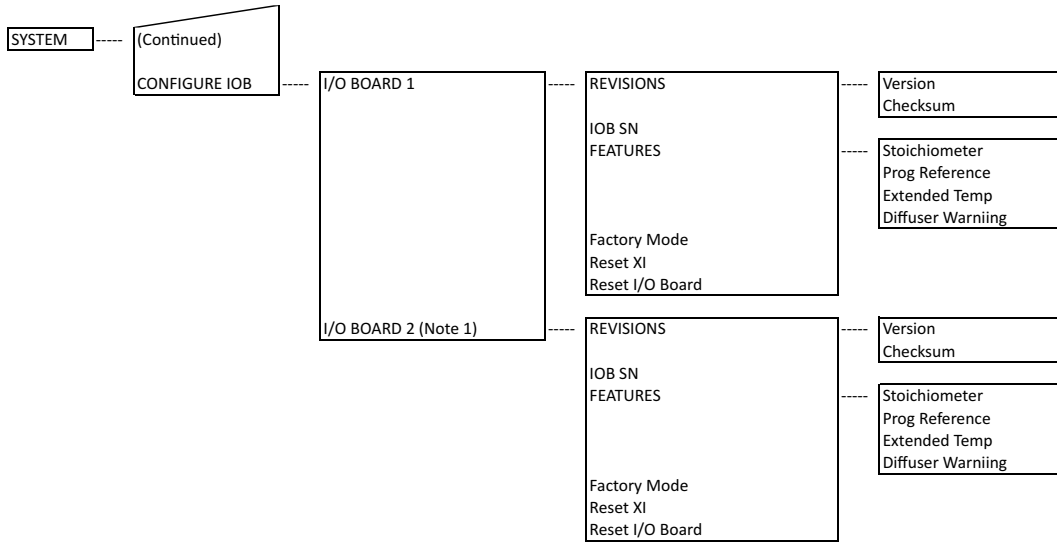 SYSTEM ----- (Continued)
CONFIGURE IOB ----- I/O BOARD 1 ----- REVISIONS ----- Version
Checksum
IOB SN
FEATURES ----- Stoichiometer
Prog Reference
Extended Temp
Diffuser Warniing
Factory Mode
Reset XI
Reset I/O Board
I/O BOARD 2 (Note 1) ----- REVISIONS ----- Version
Checksum
IOB SN
FEATURES ----- Stoichiometer
Prog Reference
Extended Temp
Diffuser Warniing
Factory Mode
Reset XI
Reset I/O Board